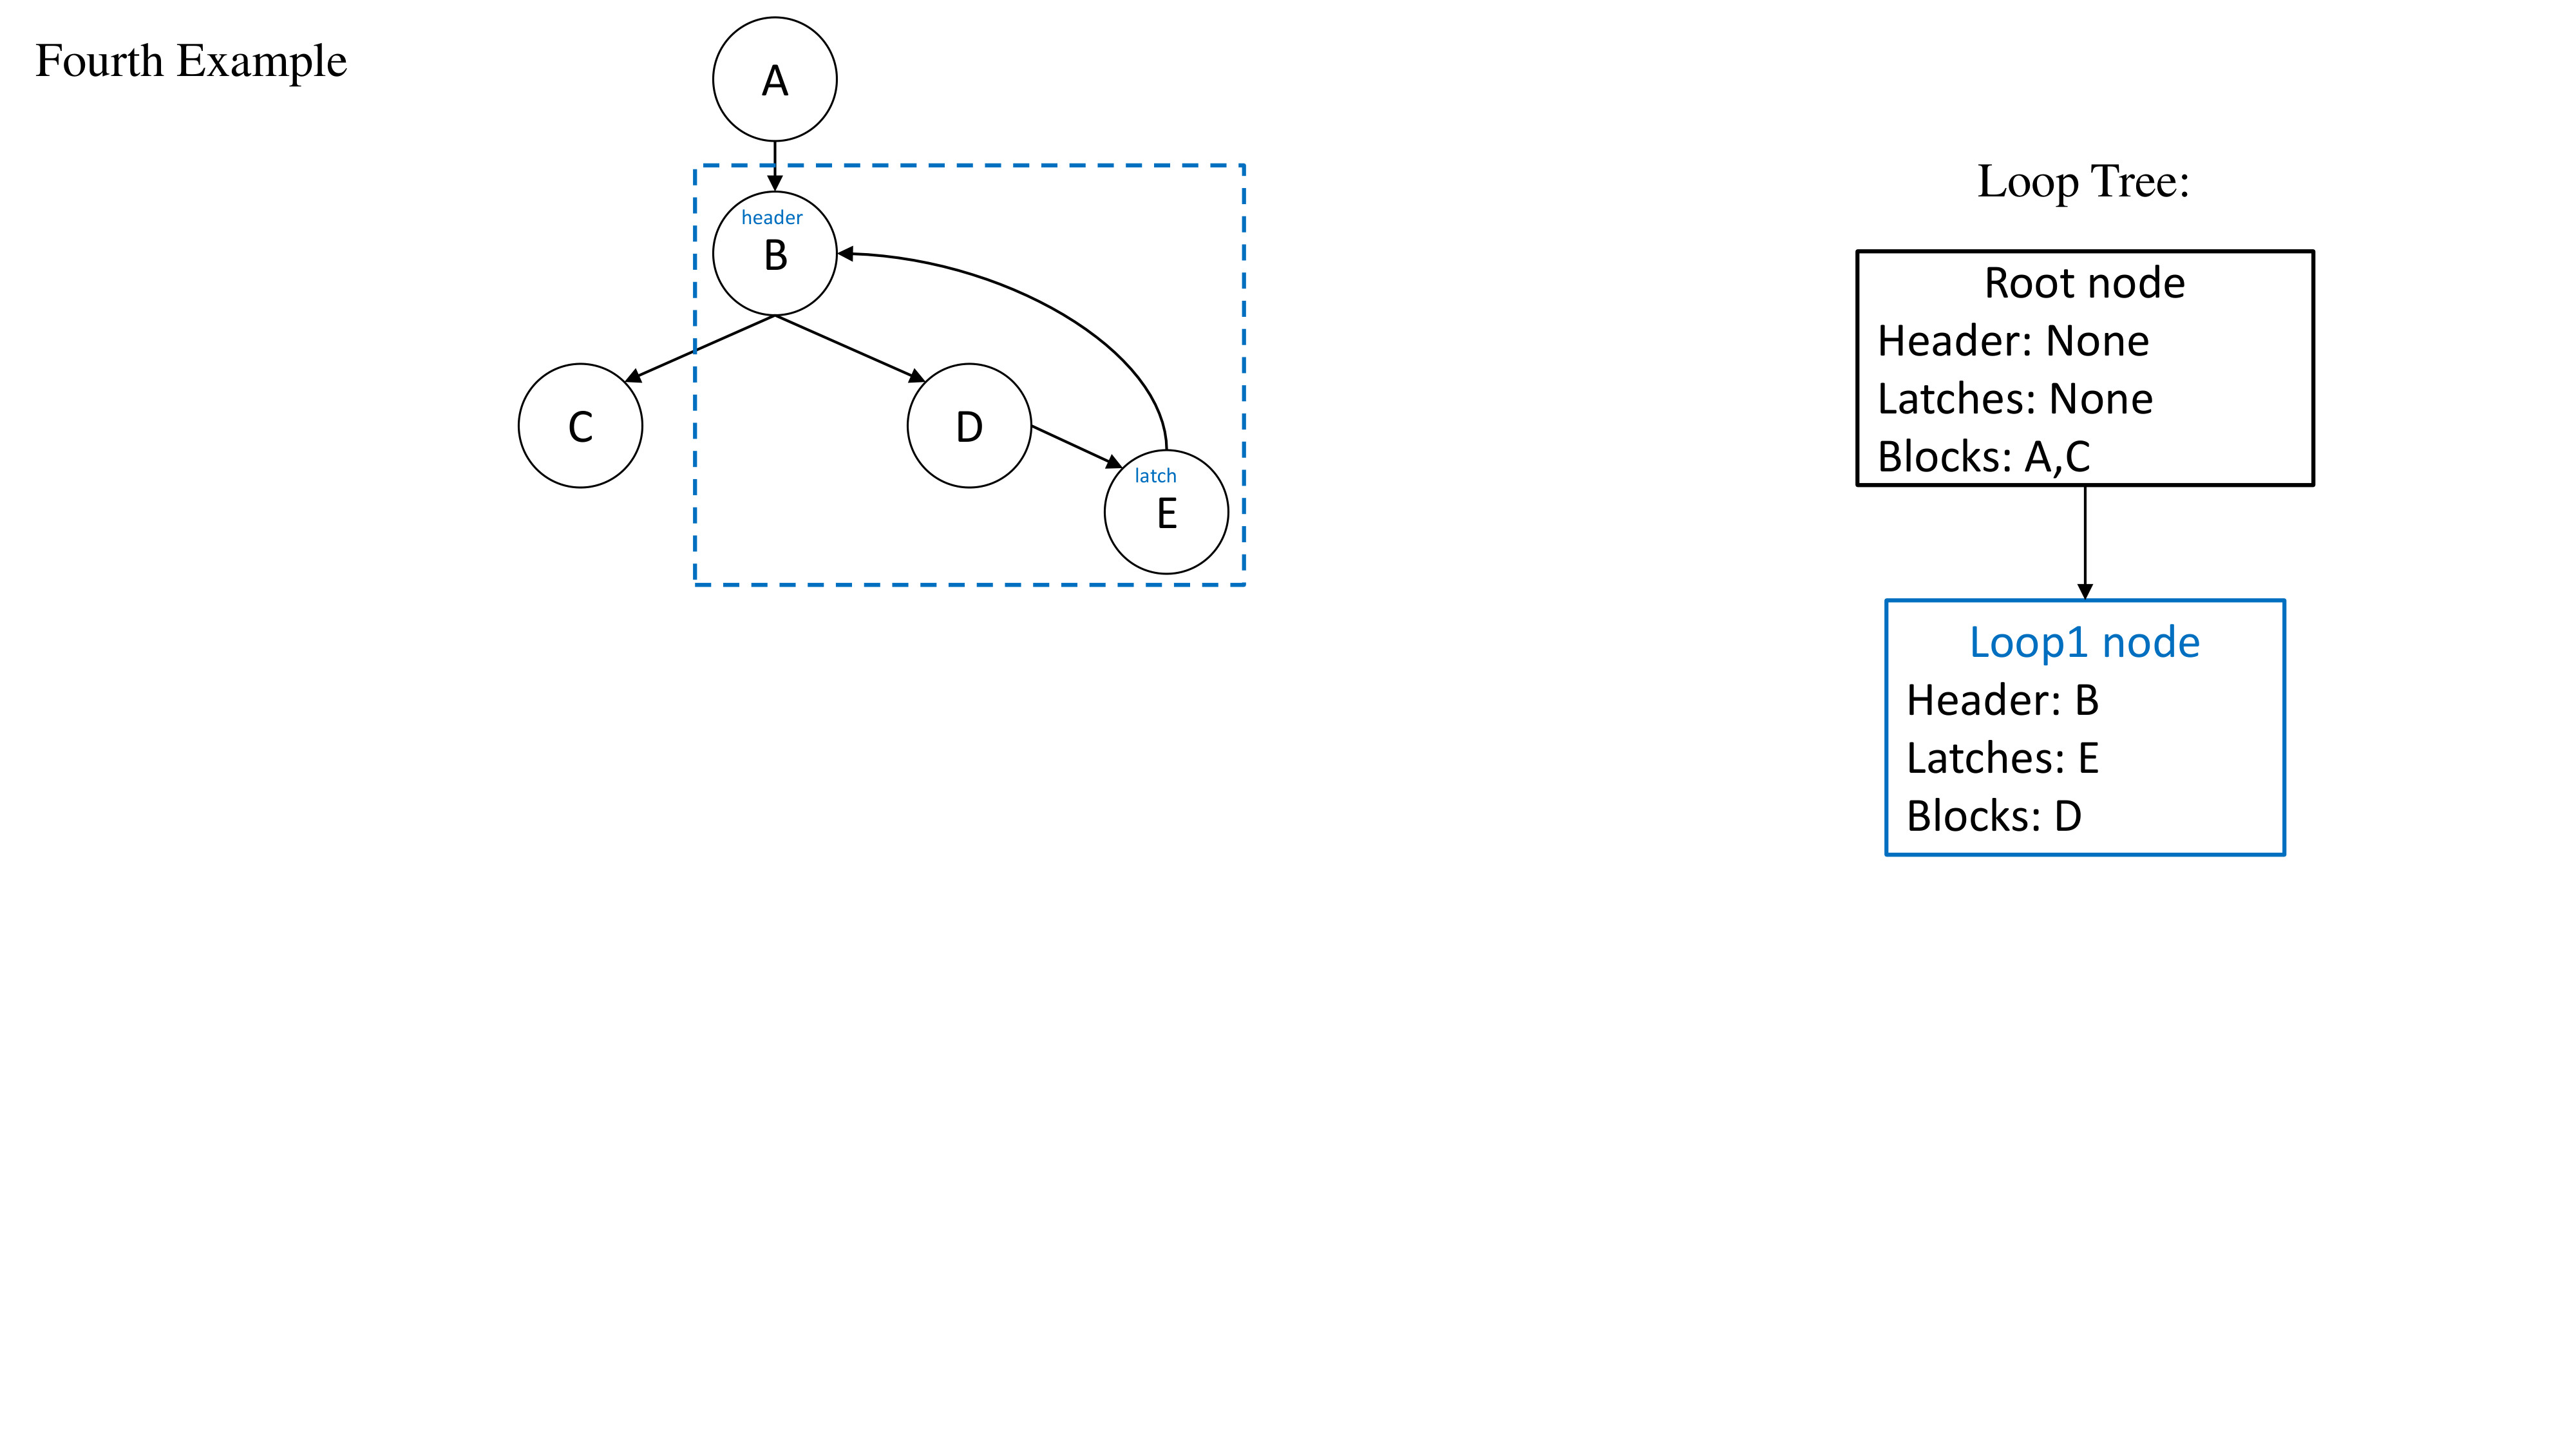 Fourth Example
A
header
B
C
D
latch
E
Loop Tree:
Root node
Header: None
Latches: None
Blocks: A,C
Loop1 node
Header: B
Latches: E
Blocks: D